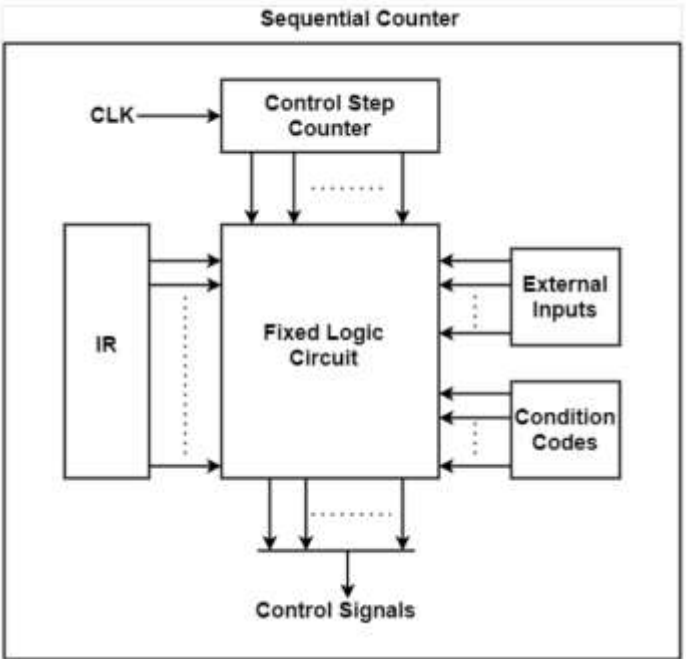 Sequential Counter
CLK
Control Step
Counter
IR
Fixed Logic
Circuit
External
Inputs
Condition
Codes
Control Signals